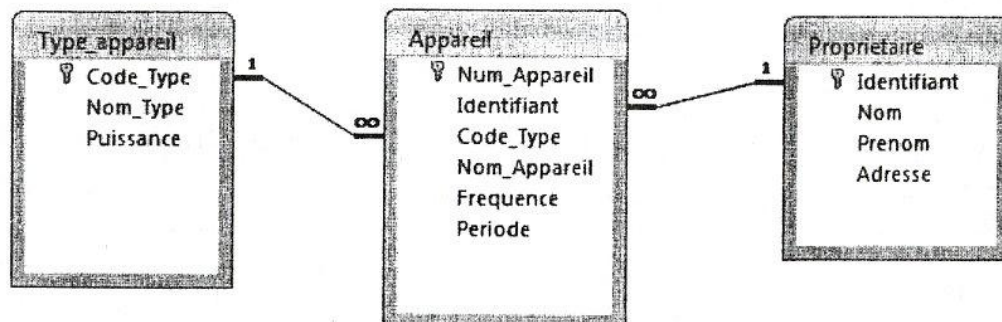 Type_appareil
Code_Type
Nom_Type
Puissance
1
∞
Appareil
Num_Appareil
Identifiant
Code_Type
Nom_Appareil
Frequence
Periode
∞
1
Proprietaire
Identifiant
Nom
Prenom
Adresse